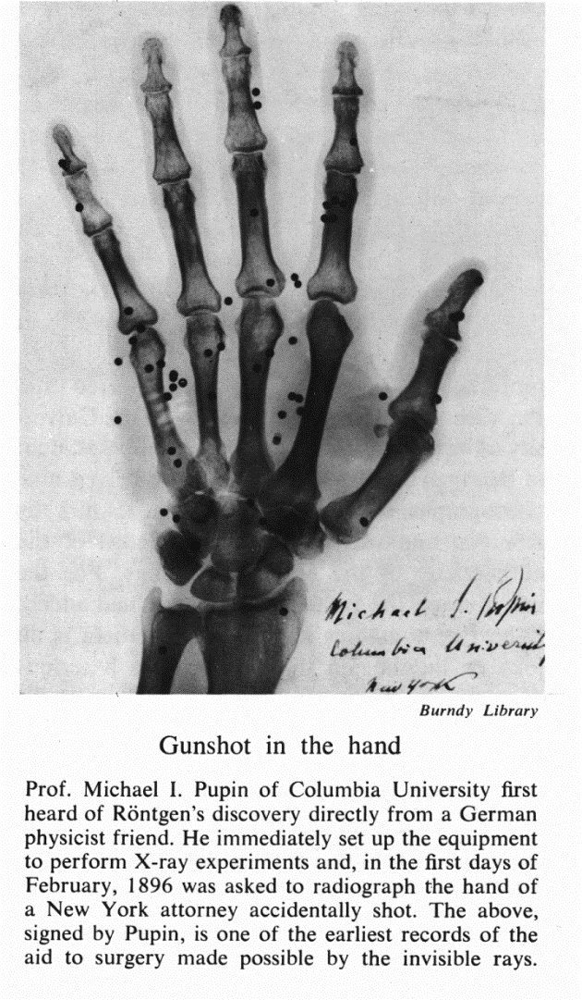 Michael I. Pupin
Columbia University
New York
Burndy Library
Gunshot in the hand
Prof. Michael I. Pupin of Columbia University first
heard of Röntgen's discovery directly from a German
physicist friend. He immediately set up the equipment
to perform X-ray experiments and, in the first days of
February, 1896 was asked to radiograph the hand of
a New York attorney accidentally shot. The above,
signed by Pupin, is one of the earliest records of the
aid to surgery made possible by the invisible rays.